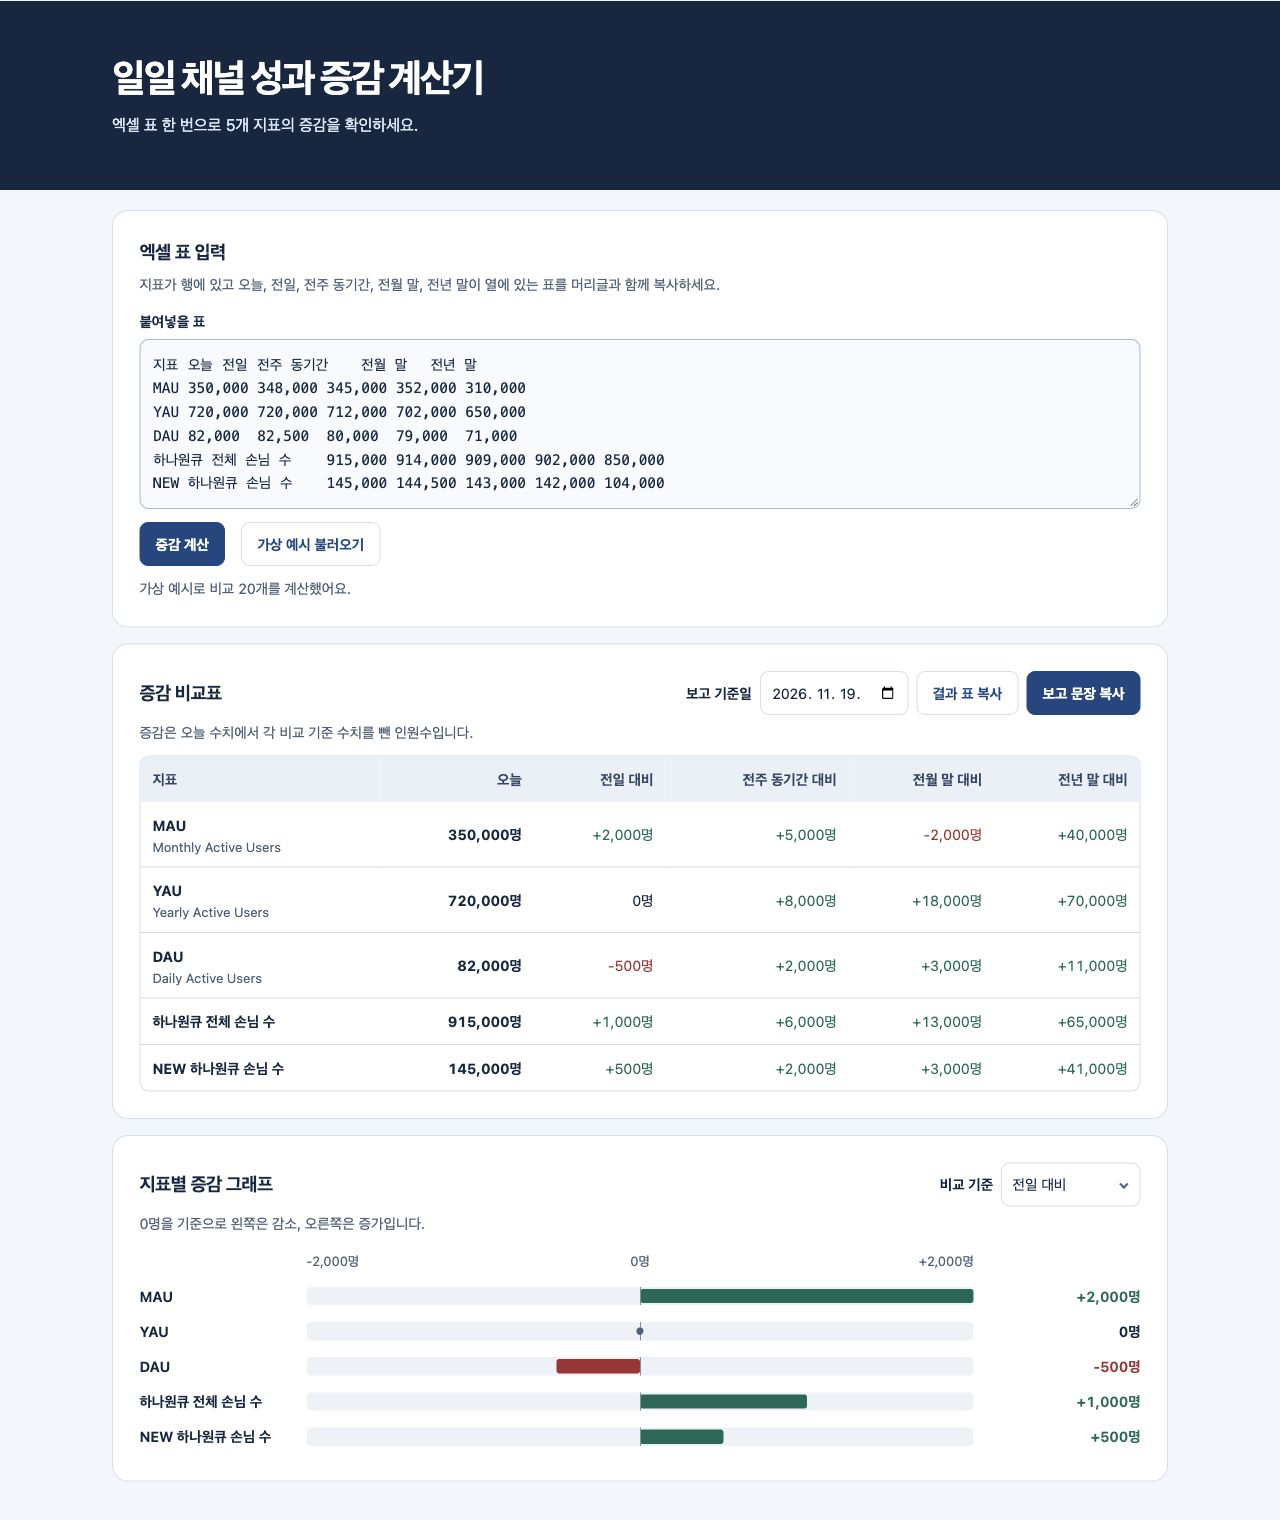 일일 채널 성과 증감 계산기
엑셀 표 한 번으로 5개 지표의 증감을 확인하세요.
엑셀 표 입력
지표가 행에 있고 오늘, 전일, 전주 동기간, 전월 말, 전년 말이 열에 있는 표를 머리글과 함께 복사하세요.
붙여넣을 표
지표 오늘 전일 전주 동기간 전월 말 전년 말
MAU 350,000 348,000 345,000 352,000 310,000
YAU 720,000 720,000 712,000 702,000 650,000
DAU 82,000 82,500 80,000 79,000 71,000
하나원큐 전체 손님 수 915,000 914,000 909,000 902,000 850,000
NEW 하나원큐 손님 수 145,000 144,500 143,000 142,000 104,000
증감 계산 가상 예시 불러오기
가상 예시로 비교 20개를 계산했어요.
증감 비교표 보고 기준일 2026. 11. 19. 결과 표 복사 보고 문장 복사
증감은 오늘 수치에서 각 비교 기준 수치를 뺀 인원수입니다.
지표 오늘 전일 대비 전주 동기간 대비 전월 말 대비 전년 말 대비
MAU 350,000명 +2,000명 +5,000명 -2,000명 +40,000명
Monthly Active Users
YAU 720,000명 0명 +8,000명 +18,000명 +70,000명
Yearly Active Users
DAU 82,000명 -500명 +2,000명 +3,000명 +11,000명
Daily Active Users
하나원큐 전체 손님 수 915,000명 +1,000명 +6,000명 +13,000명 +65,000명
NEW 하나원큐 손님 수 145,000명 +500명 +2,000명 +3,000명 +41,000명
지표별 증감 그래프 비교 기준 전일 대비
0명을 기준으로 왼쪽은 감소, 오른쪽은 증가입니다.
-2,000명 0명 +2,000명
MAU +2,000명
YAU 0명
DAU -500명
하나원큐 전체 손님 수 +1,000명
NEW 하나원큐 손님 수 +500명